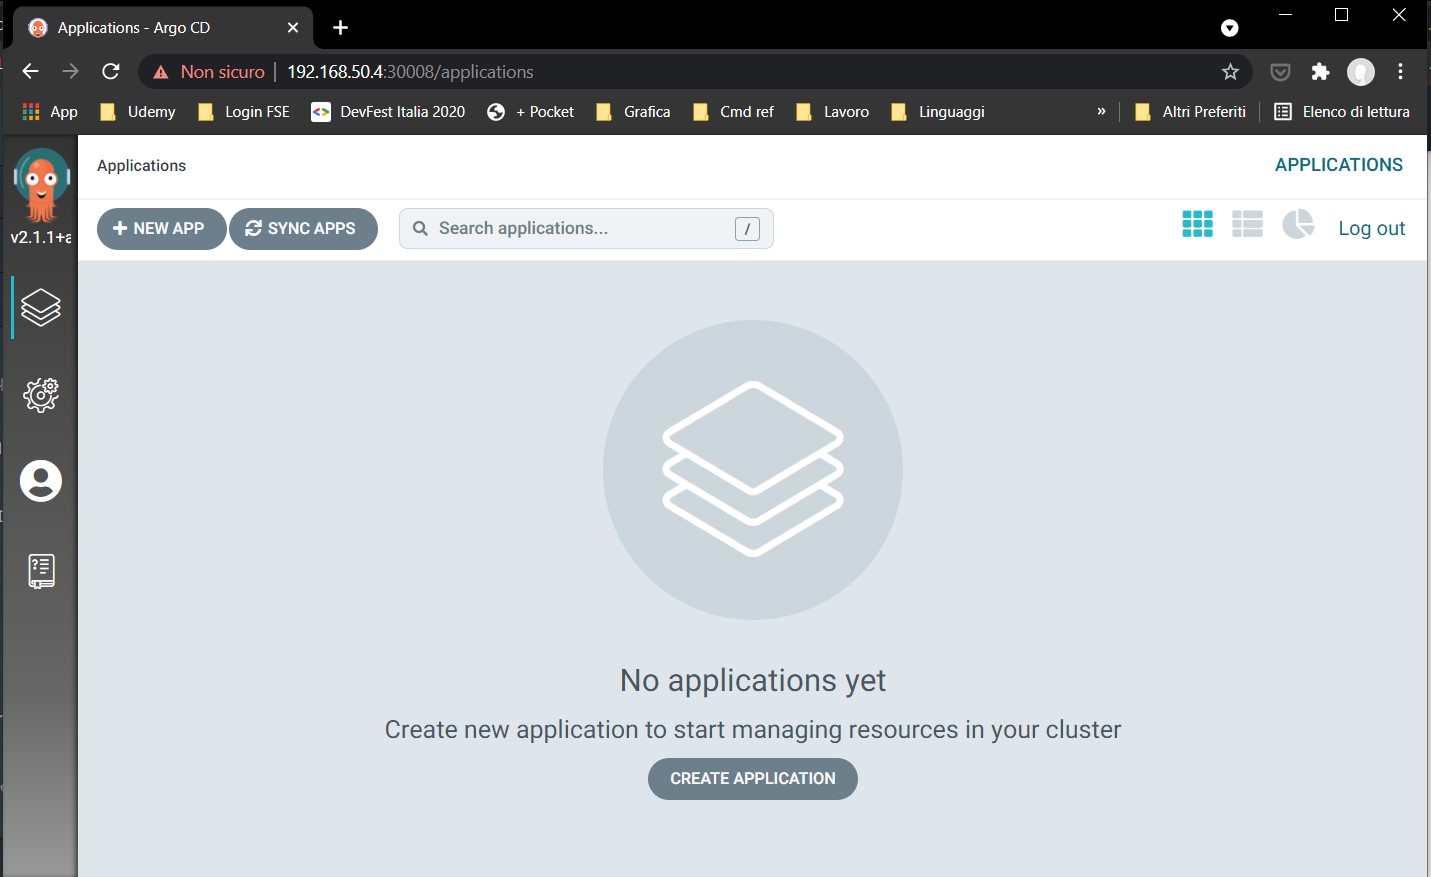 Applications - Argo CD
Non sicuro 192.168.50.4:30008/applications
App Udemy Login FSE DevFest Italia 2020 + Pocket Grafica Cmd ref Lavoro Linguaggi » Altri Preferiti Elenco di lettura
Applications APPLICATIONS
v2.1.1+a
NEW APP SYNC APPS Search applications... / Log out
No applications yet
Create new application to start managing resources in your cluster
CREATE APPLICATION